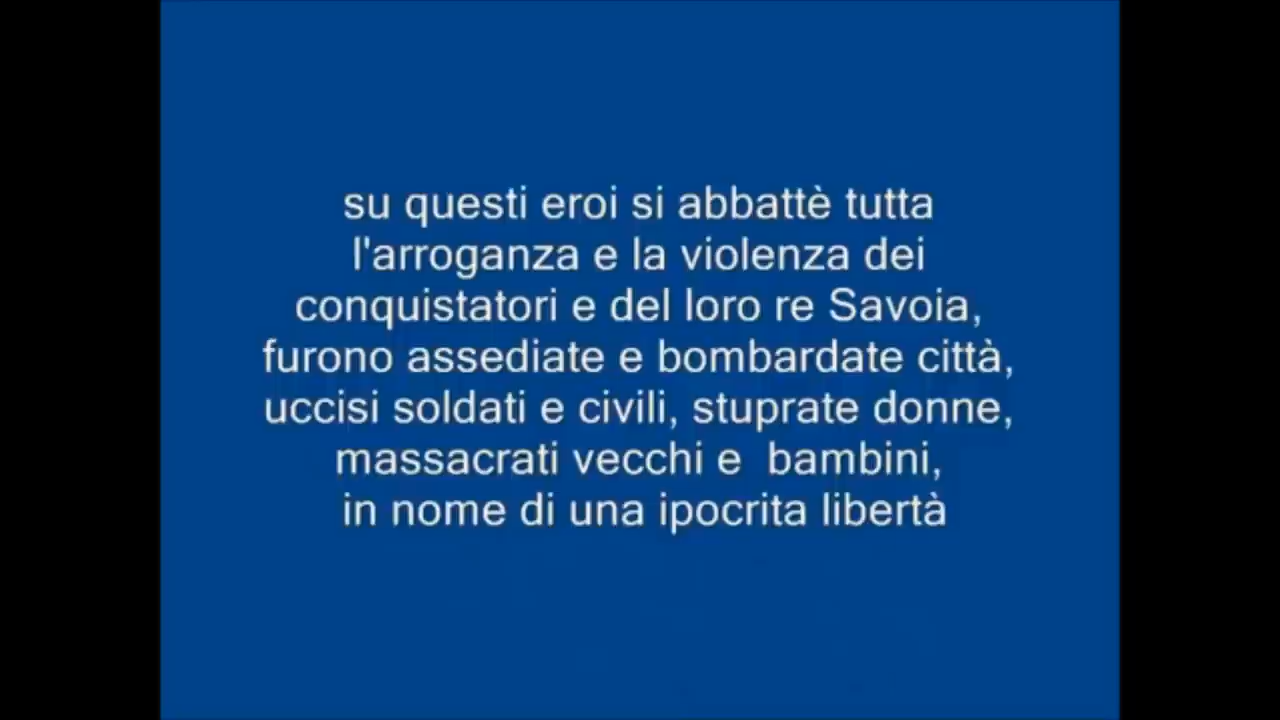 su questi eroi si abbattè tutta
l'arroganza e la violenza dei
conquistatori e del loro re Savoia,
furono assediate e bombardate città,
uccisi soldati e civili, stuprate donne,
massacrati vecchi e  bambini,
in nome di una ipocrita libertà